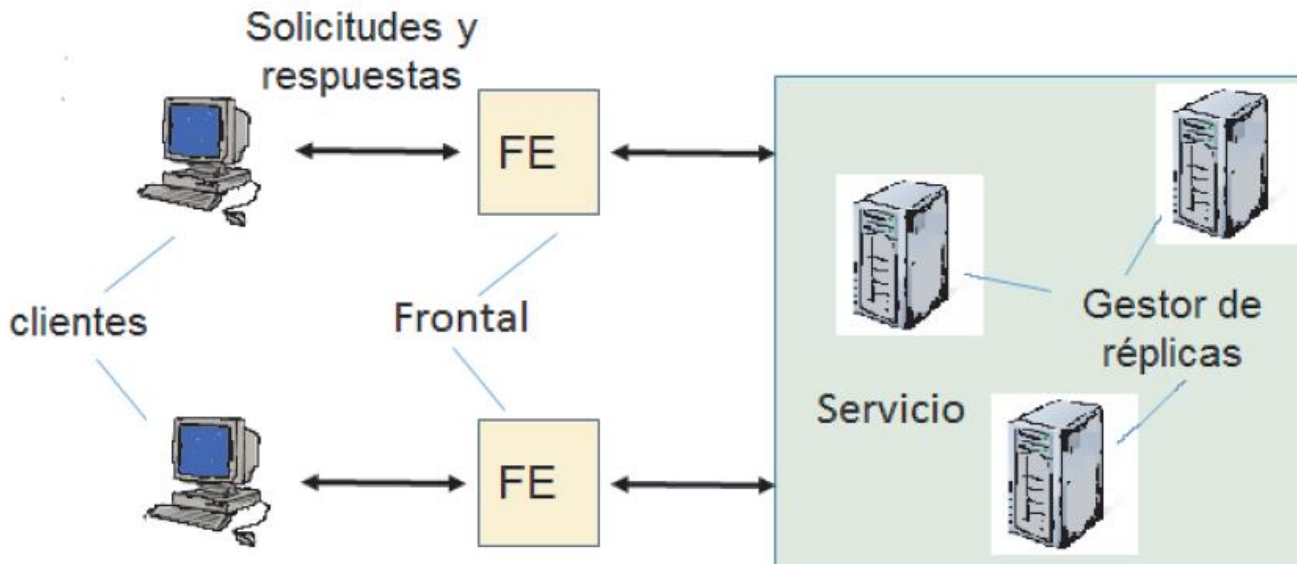 Solicitudes y
respuestas
FE
clientes
Frontal
Gestor de
réplicas
Servicio
FE